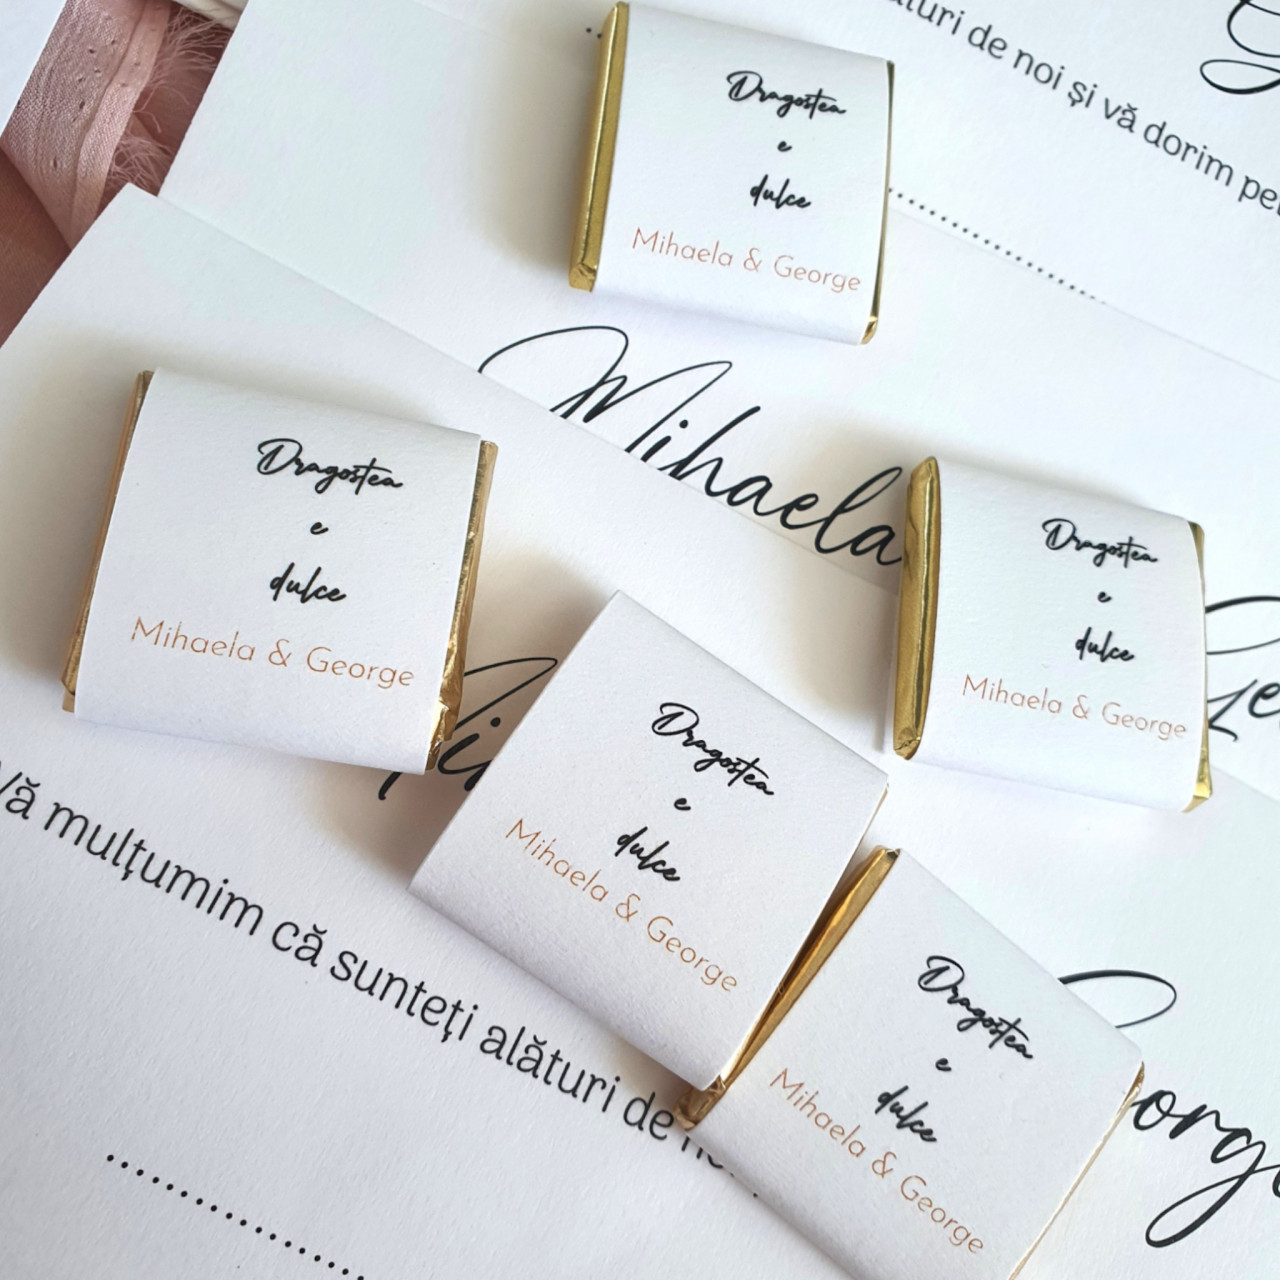 ături de noi și vă dorim pe
Dragostea
e
dulce
Mihaela & George
Mihaela
Dragostea
e
dulce
Mihaela & George
Dragostea
e
dulce
Mihaela & George
Dragostea
e
dulce
Mihaela & George
Vă mulțumim că sunteți alături de
Dragostea
e
dulce
Mihaela & George